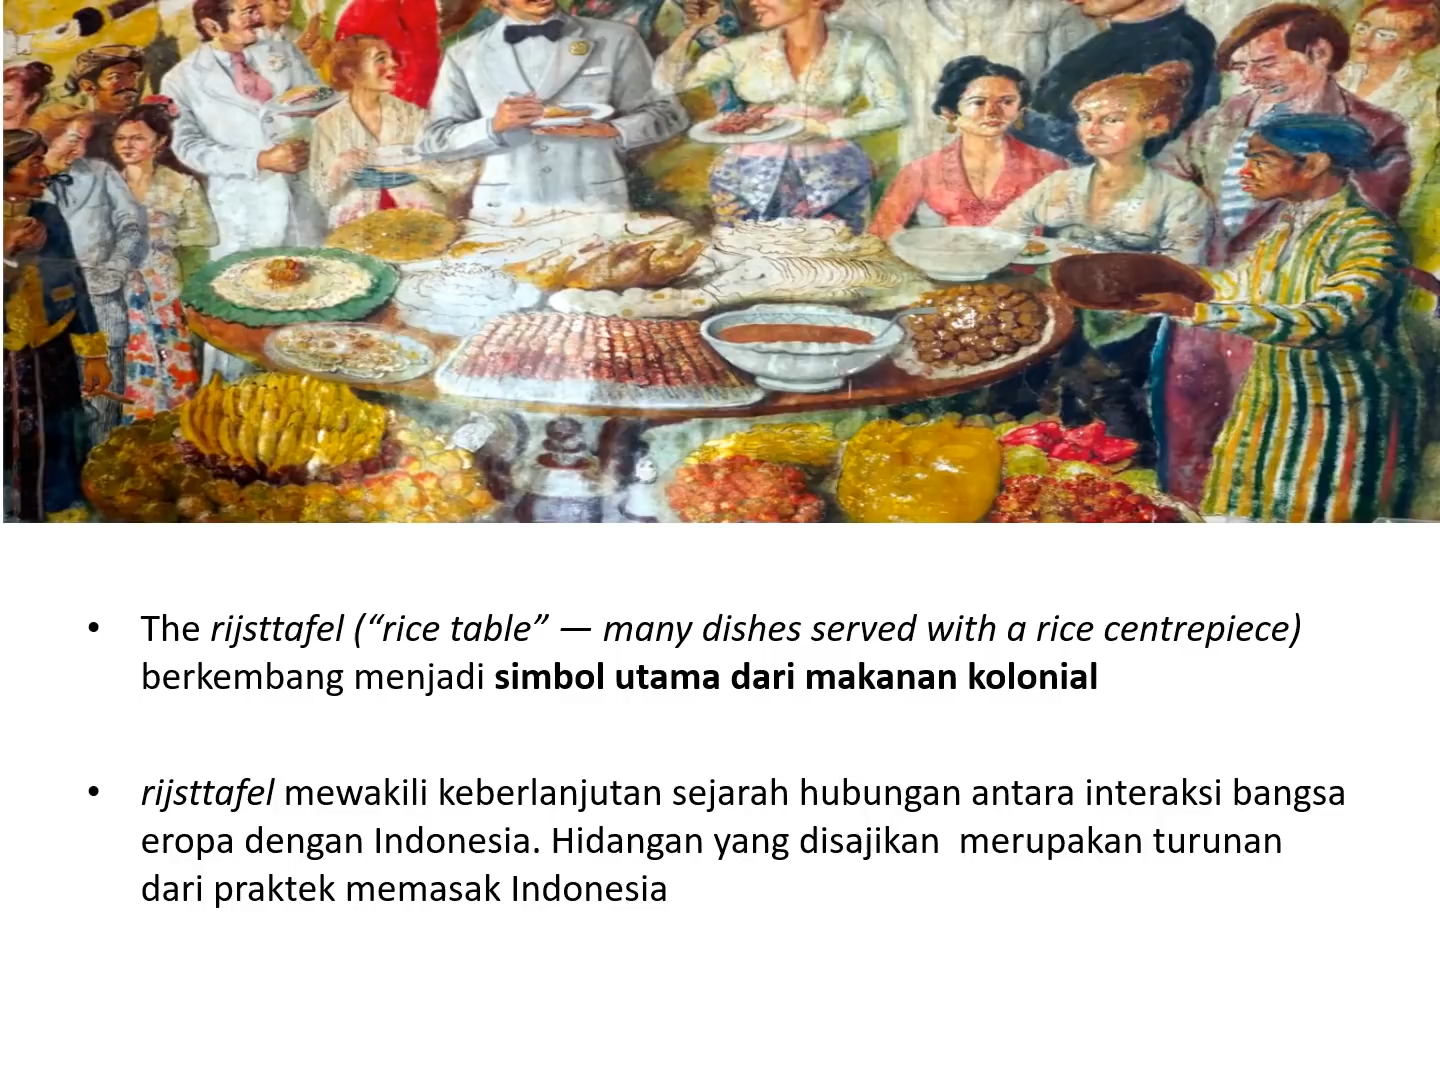 • The rijsttafel (“rice table” — many dishes served with a rice centrepiece)
berkembang menjadi simbol utama dari makanan kolonial
• rijsttafel mewakili keberlanjutan sejarah hubungan antara interaksi bangsa
eropa dengan Indonesia. Hidangan yang disajikan  merupakan turunan
dari praktek memasak Indonesia